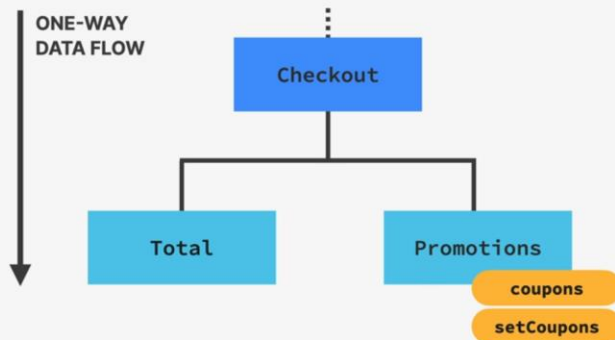 ONE-WAY
DATA FLOW
Checkout
Total
Promotions
coupons
setCoupons